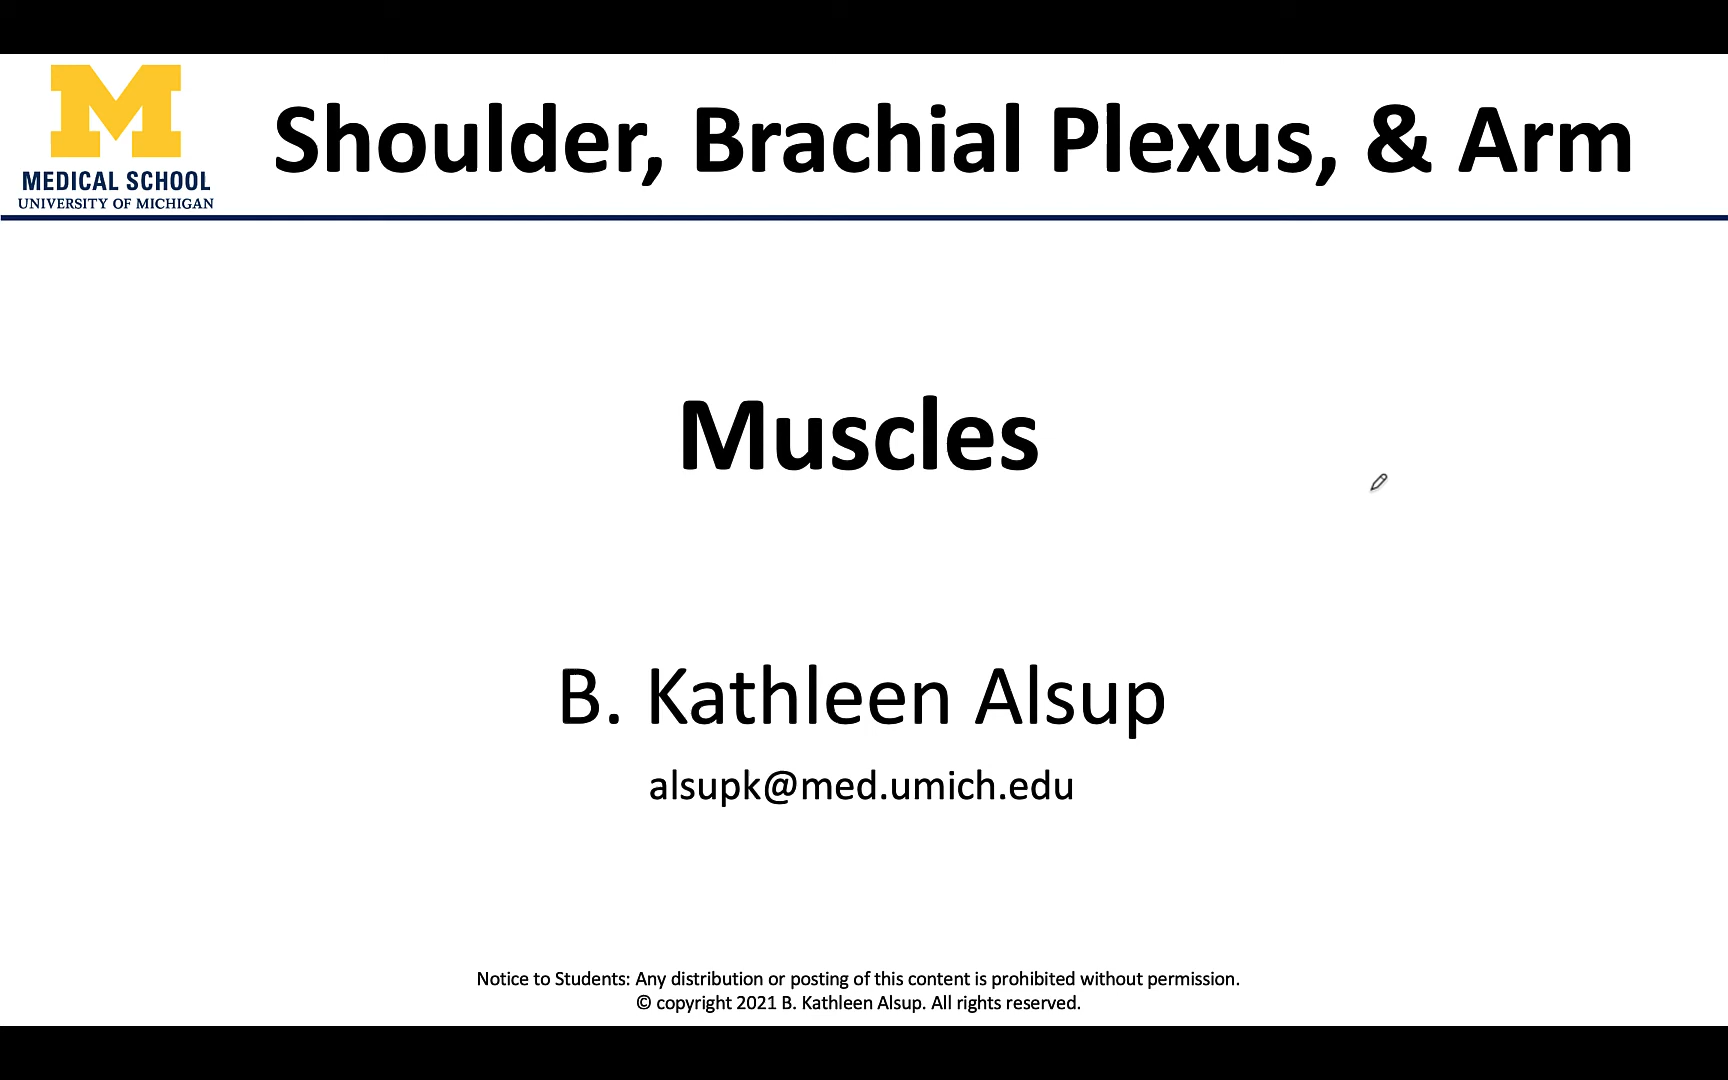 M
MEDICAL SCHOOL
UNIVERSITY OF MICHIGAN
Shoulder, Brachial Plexus, & Arm
Muscles
B. Kathleen Alsup
alsupk@med.umich.edu
Notice to Students: Any distribution or posting of this content is prohibited without permission.
© copyright 2021 B. Kathleen Alsup. All rights reserved.